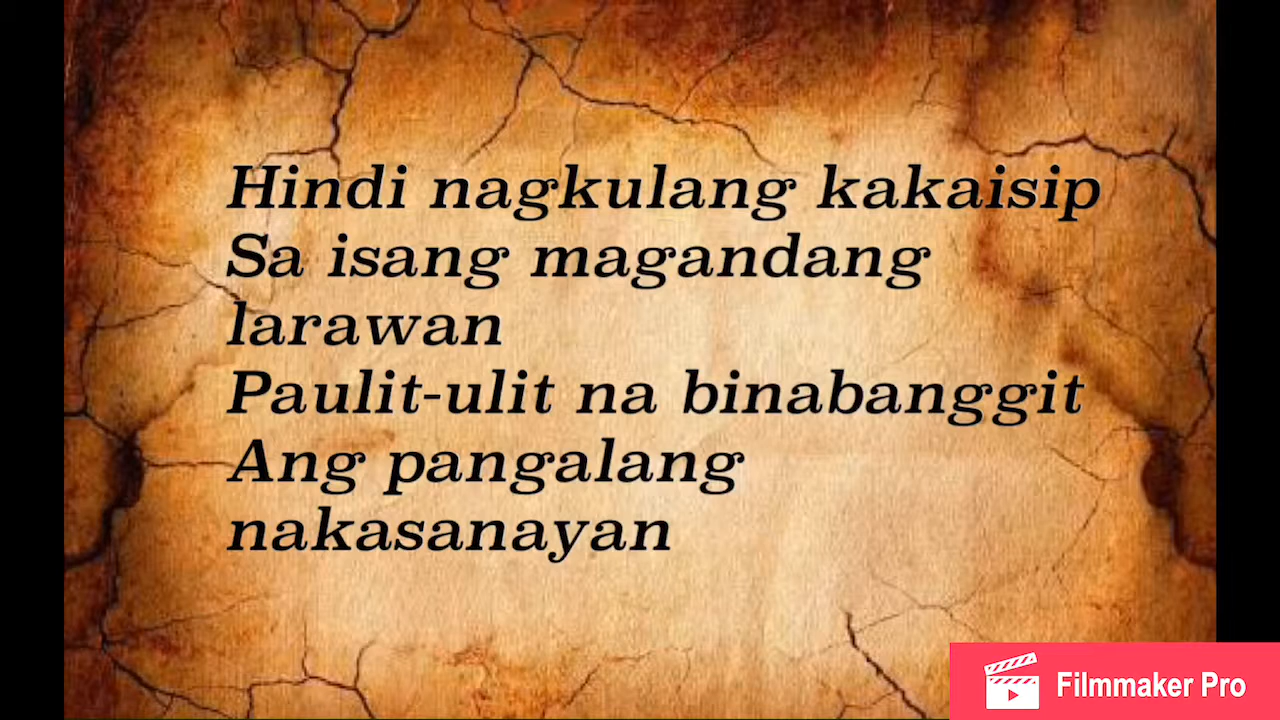 Hindi nagkulang kakaisip
Sa isang magandang
larawan
Paulit-ulit na binabanggit
Ang pangalang
nakasanayan
Filmmaker Pro